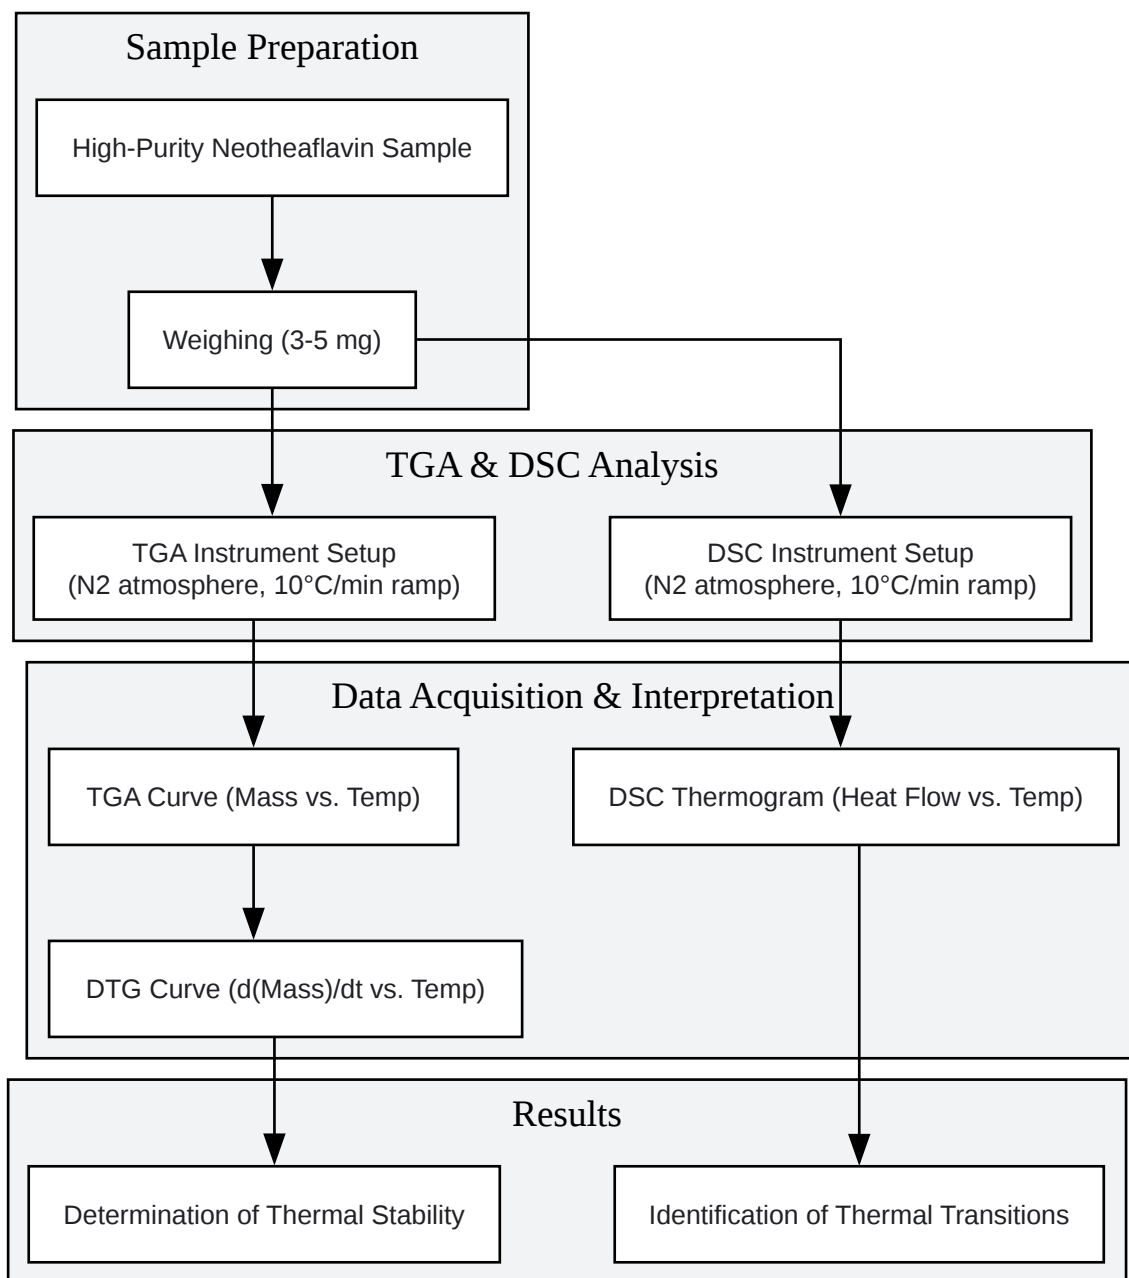 Sample Preparation
High-Purity Neotheaflavin Sample
Weighing (3-5 mg)
TGA & DSC Analysis
TGA Instrument Setup
(N2 atmosphere, 10°C/min ramp)
DSC Instrument Setup
(N2 atmosphere, 10°C/min ramp)
Data Acquisition & Interpretation
TGA Curve (Mass vs. Temp)
DSC Thermogram (Heat Flow vs. Temp)
DTG Curve (d(Mass)/dt vs. Temp)
Results
Determination of Thermal Stability
Identification of Thermal Transitions